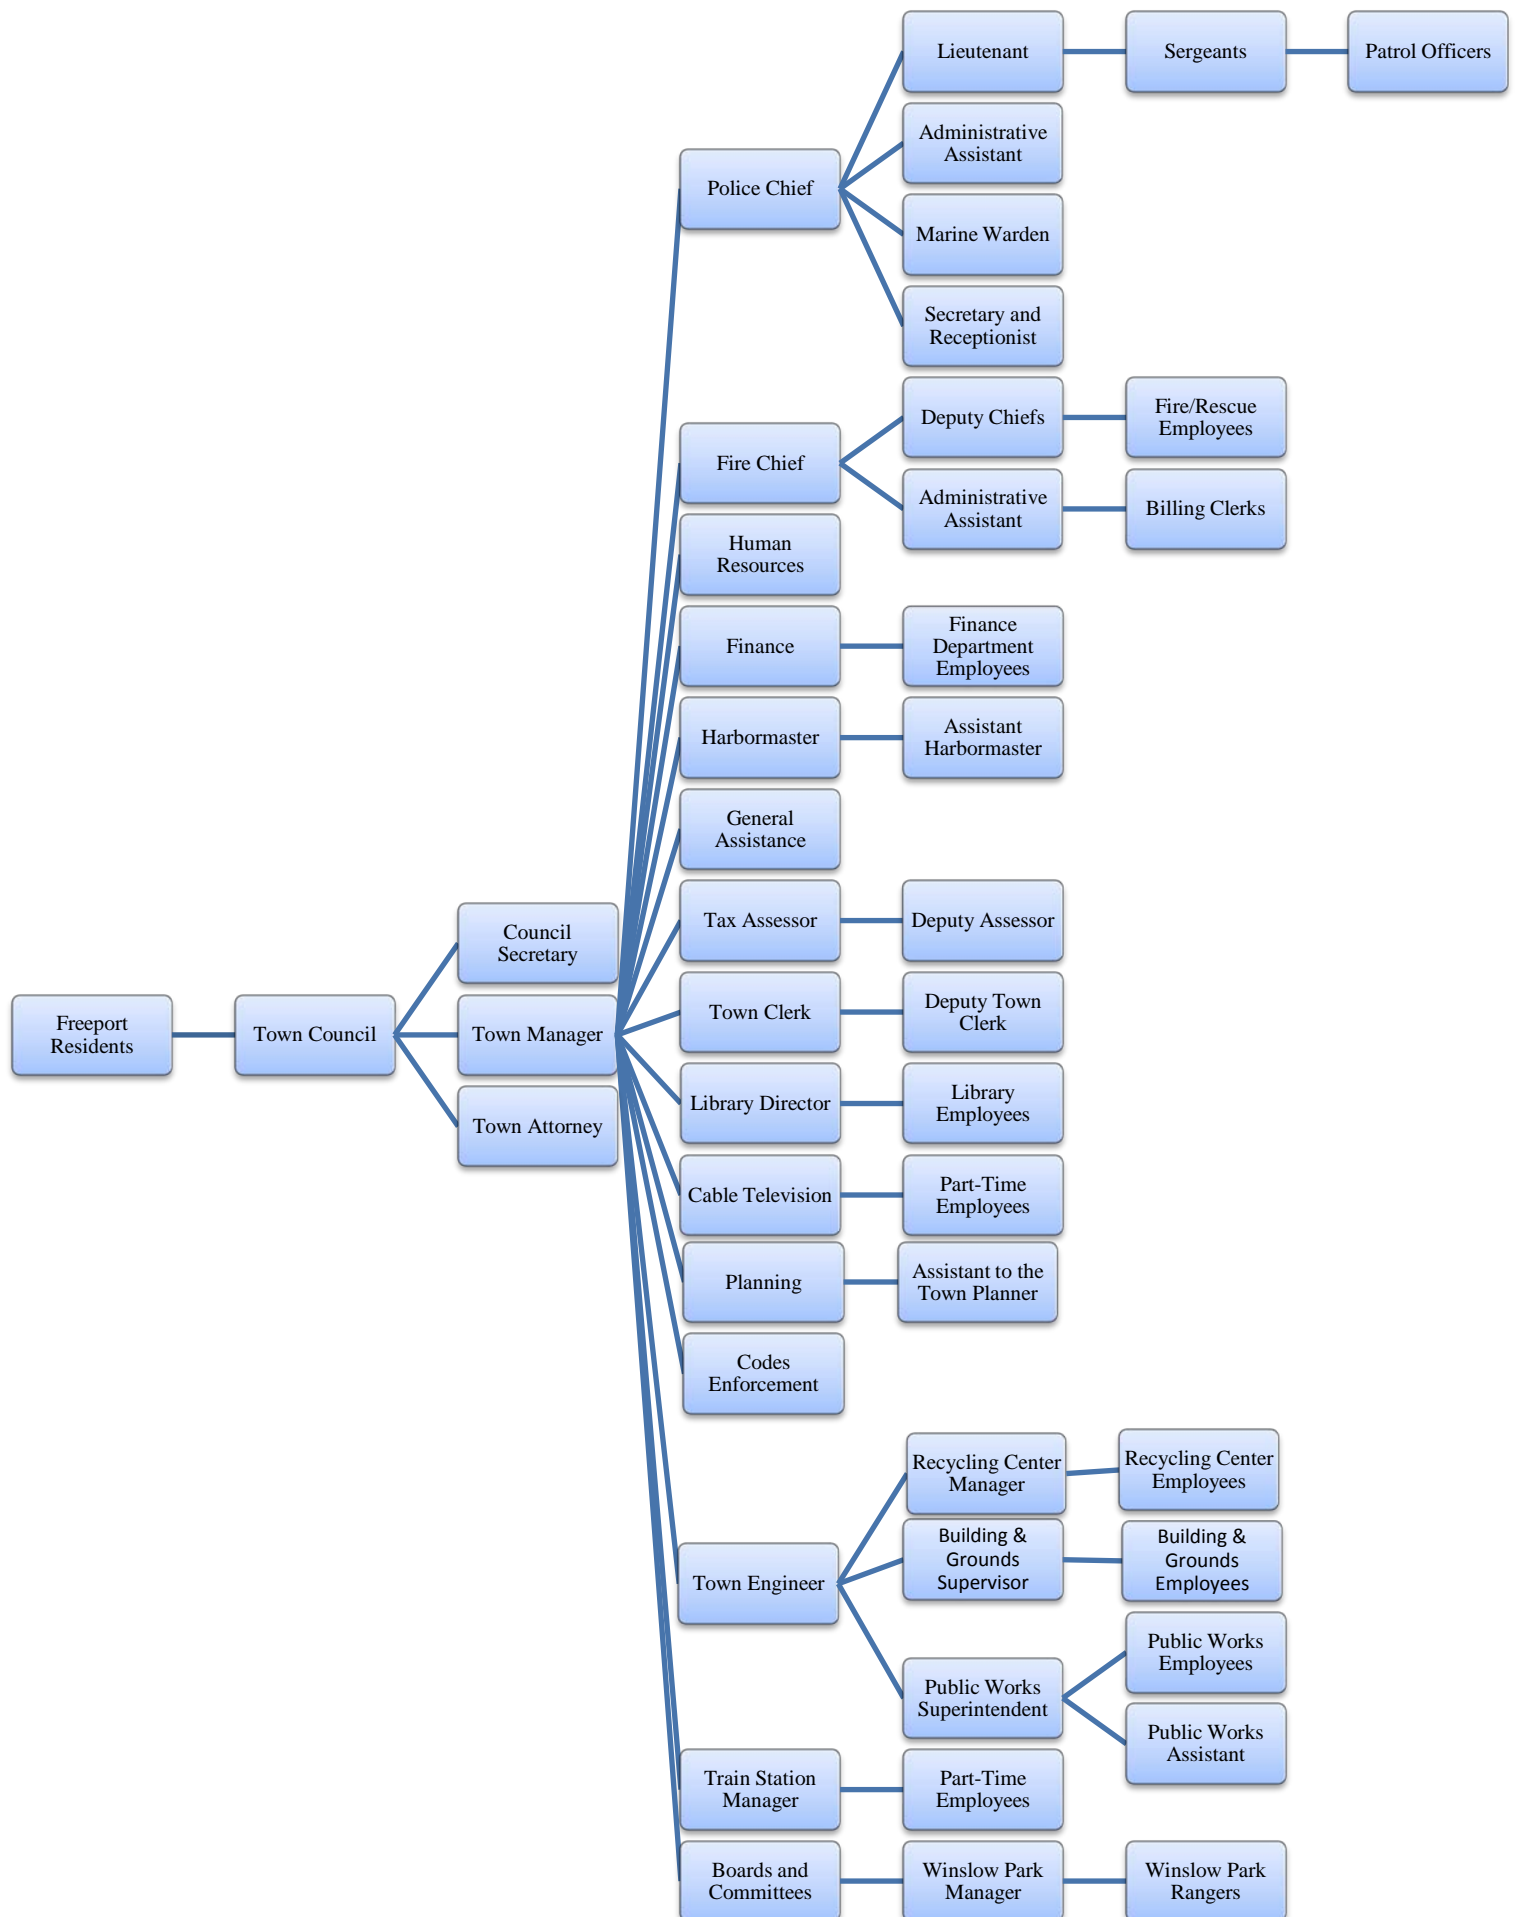 Lieutenant
Sergeants
Patrol Officers
Administrative
Assistant
Police Chief
Marine Warden
Secretary and
Receptionist
Deputy Chiefs
Fire/Rescue
Employees
Fire Chief
Administrative
Assistant
Billing Clerks
Human
Resources
Finance
Finance
Department
Employees
Harbormaster
Assistant
Harbormaster
General
Assistance
Tax Assessor
Deputy Assessor
Council
Secretary
Town Clerk
Deputy Town
Clerk
Freeport
Residents
Town Council
Town Manager
Library Director
Library
Employees
Town Attorney
Cable Television
Part-Time
Employees
Planning
Assistant to the
Town Planner
Codes
Enforcement
Recycling Center
Manager
Recycling Center
Employees
Building &
Grounds
Supervisor
Building &
Grounds
Employees
Town Engineer
Public Works
Employees
Public Works
Superintendent
Public Works
Assistant
Train Station
Manager
Part-Time
Employees
Boards and
Committees
Winslow Park
Manager
Winslow Park
Rangers